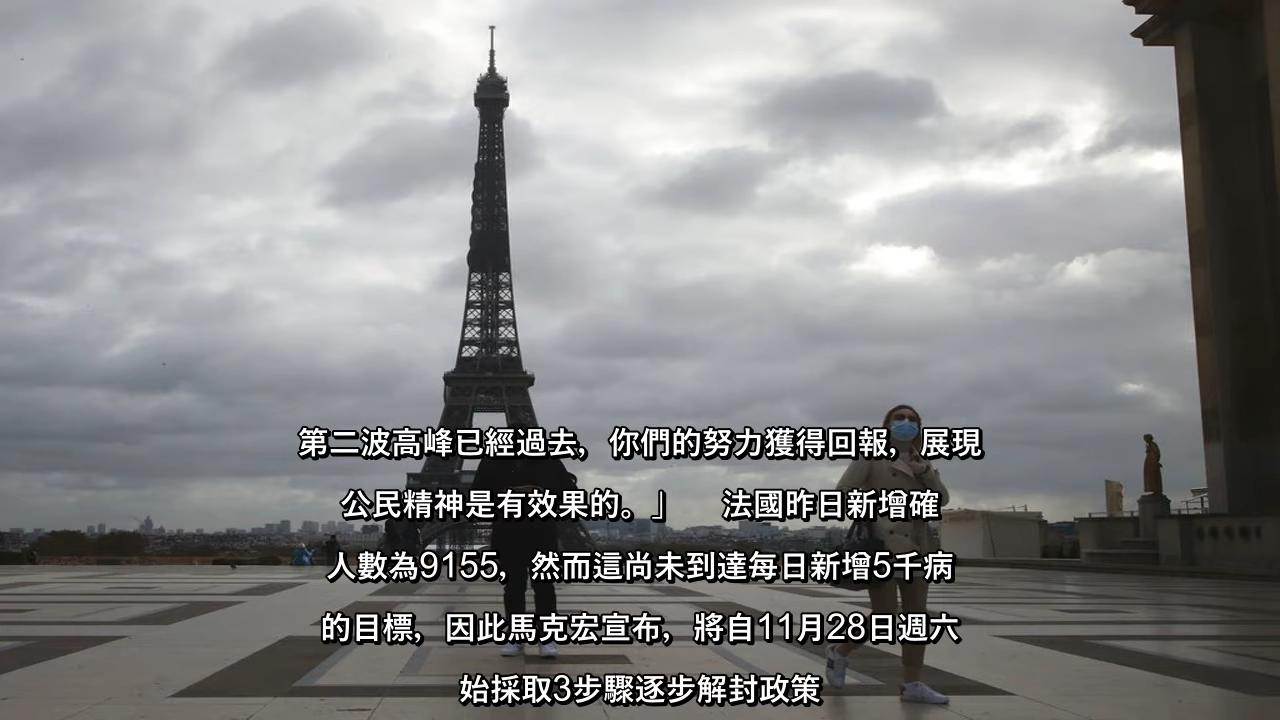 第二波高峰已經過去，你們的努力獲得回報，展現
公民精神是有效果的。」　法國昨日新增確
人數為9155，然而這尚未到達每日新增5千病
的目標，因此馬克宏宣布，將自11月28日週六
始採取3步驟逐步解封政策